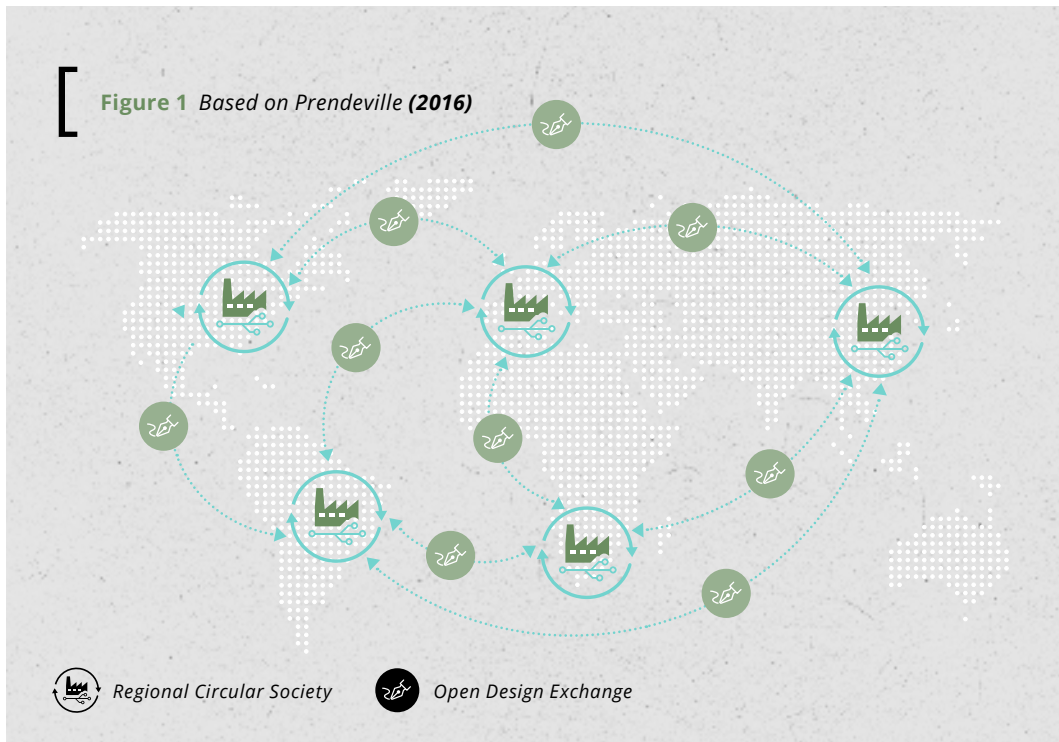 Figure 1 Based on Prendeville (2016)
Regional Circular Society
Open Design Exchange